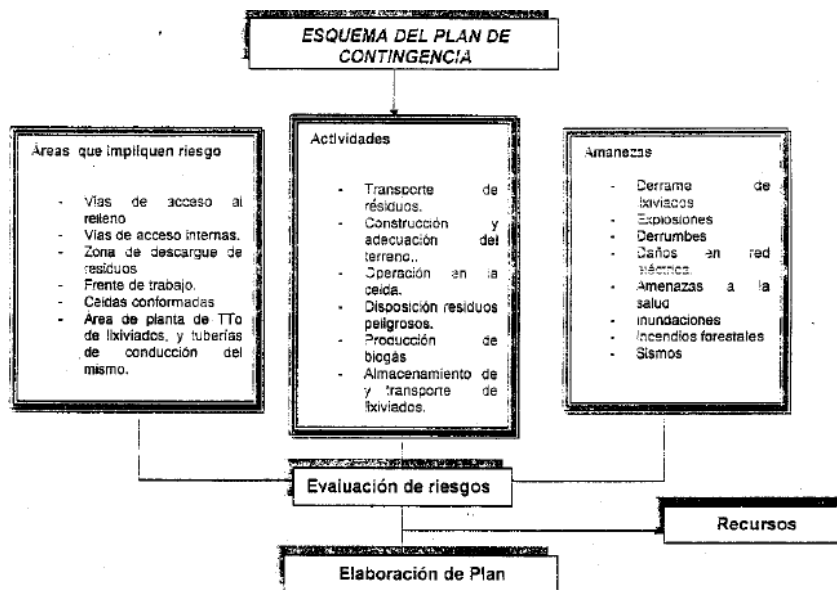 ESQUEMA DEL PLAN DE
CONTINGENCIA
Áreas que impliquen riesgo
- Vías de acceso al
relleno
- Vías de acceso internas.
- Zona de descargue de
residuos
- Frente de trabajo.
- Celdas conformadas
- Área de planta de TTo
de lixiviados, y tuberías
de conducción del
mismo.
Actividades
- Transporte de
résiduos.
- Construcción y
adecuación del
terreno..
- Operación en la
celda.
- Disposición residuos
peligrosos.
- Producción de
biogás
- Almacenamiento de
y transporte de
lixiviados.
Amanezas
- Derrame de
lixiviados
- Explosiones
- Derrumbes
- Daños en red
eléctrica.
- Amenazas a la
salud
- Inundaciones
- Incendios forestales
- Sismos
Evaluación de riesgos
Recursos
Elaboración de Plan